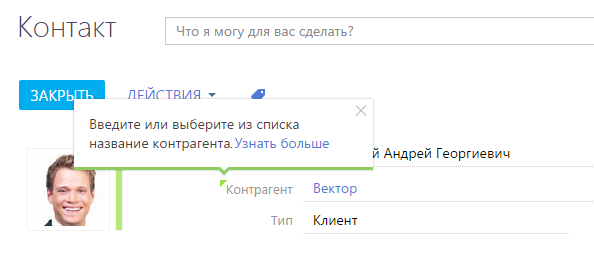 Контакт
Что я могу для вас сделать?
ЗАКРЫТЬ ДЕЙСТВИЯ
Введите или выберите из списка
название контрагента. Узнать больше
й Андрей Георгиевич
Контрагент Вектор
Тип Клиент